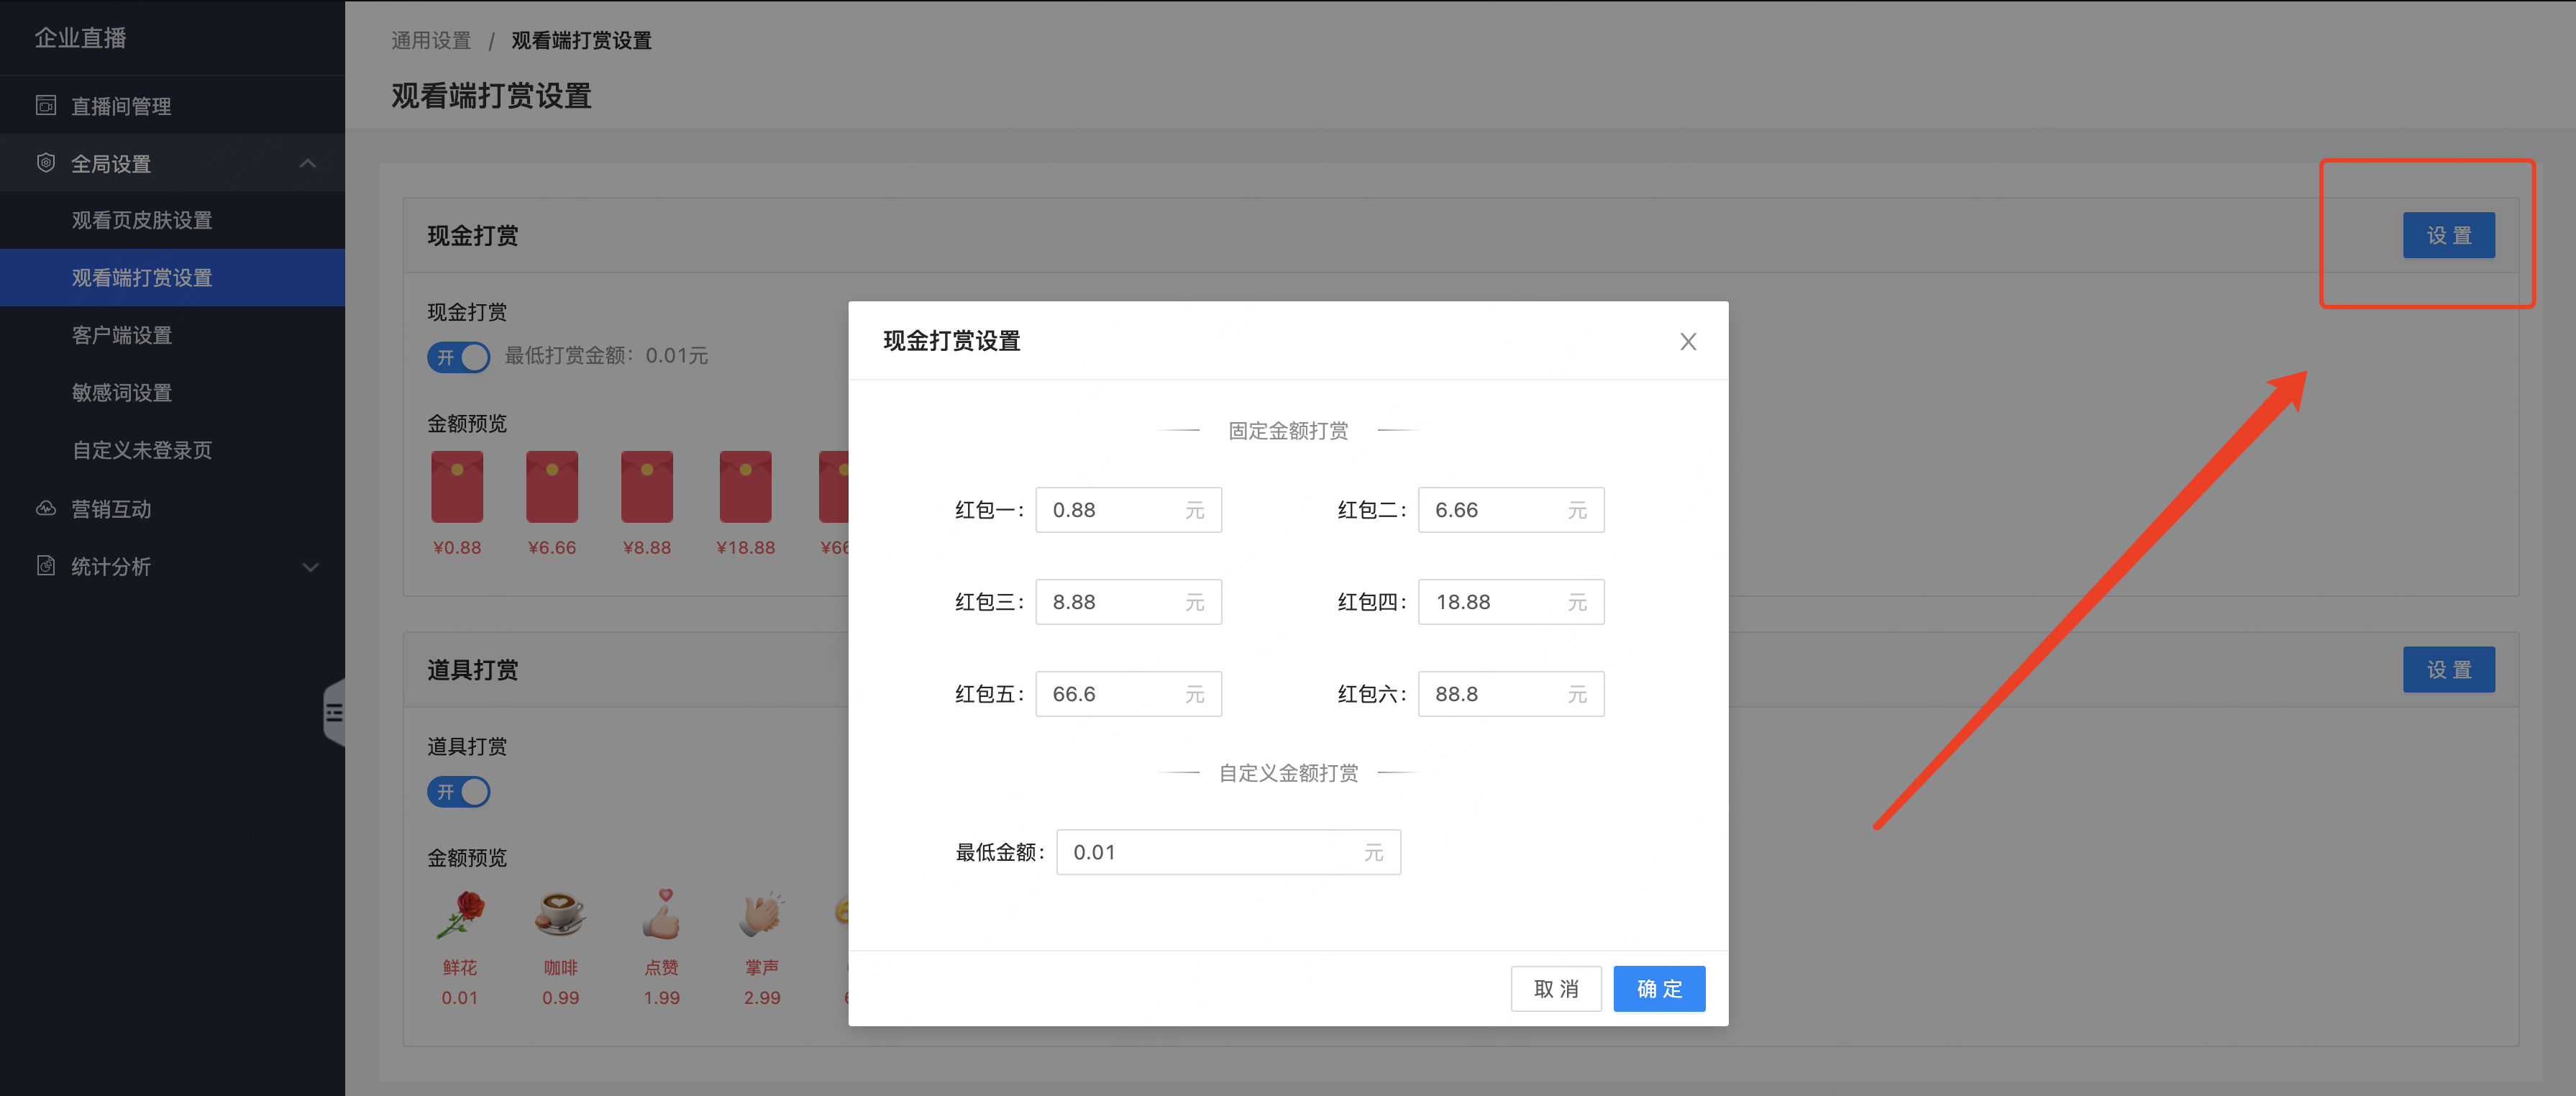 企业直播
直播间管理
全局设置
观看页皮肤设置
观看端打赏设置
客户端设置
敏感词设置
自定义未登录页
营销互动
统计分析
通用设置 / 观看端打赏设置
观看端打赏设置
现金打赏
设置
现金打赏
开 最低打赏金额：0.01元
金额预览
¥0.88 ¥6.66 ¥8.88 ¥18.88
道具打赏
设置
道具打赏
开
金额预览
鲜花 咖啡 点赞 掌声
0.01 0.99 1.99 2.99
现金打赏设置
固定金额打赏
红包一： 0.88 元 红包二： 6.66 元
红包三： 8.88 元 红包四： 18.88 元
红包五： 66.6 元 红包六： 88.8 元
自定义金额打赏
最低金额： 0.01 元
取消 确定